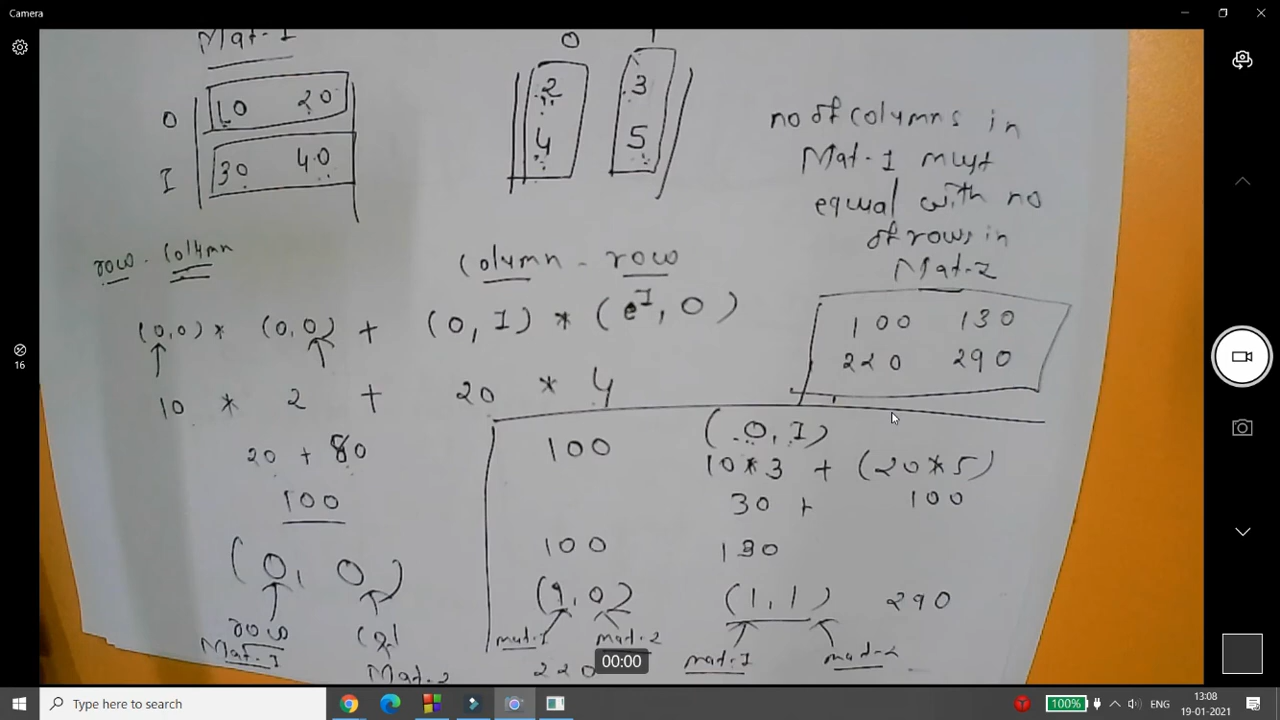 Camera
Mat-1
0 1
0 10 20
1 30 40
2 3
4 5
no of columns in
Mat-1 must
equal with no
of rows in
Mat-2
row - column
column - row
(0,0) * (0,0) + (0,1) * (1,0)
10 * 2 + 20 * 4
20 + 80
100
(0, 0)
row col
Mat-1 Mat-2
100 130
220 290
100 (0,1)
10*3 + (20*5)
30 + 100
100 130
(1,0) (1,1) 290
mat-1 mat-2 mat-1 mat-2
220
00:00
16
Type here to search
100%
ENG
13:08
19-01-2021